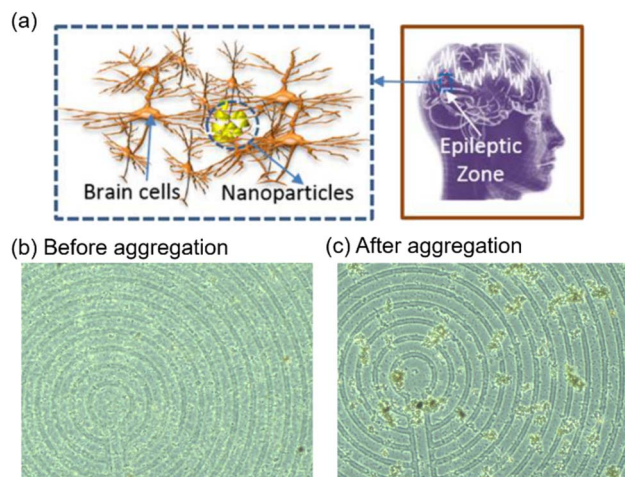 (a)
Brain cells
Nanoparticles
Epileptic
Zone
(b) Before aggregation
(c) After aggregation